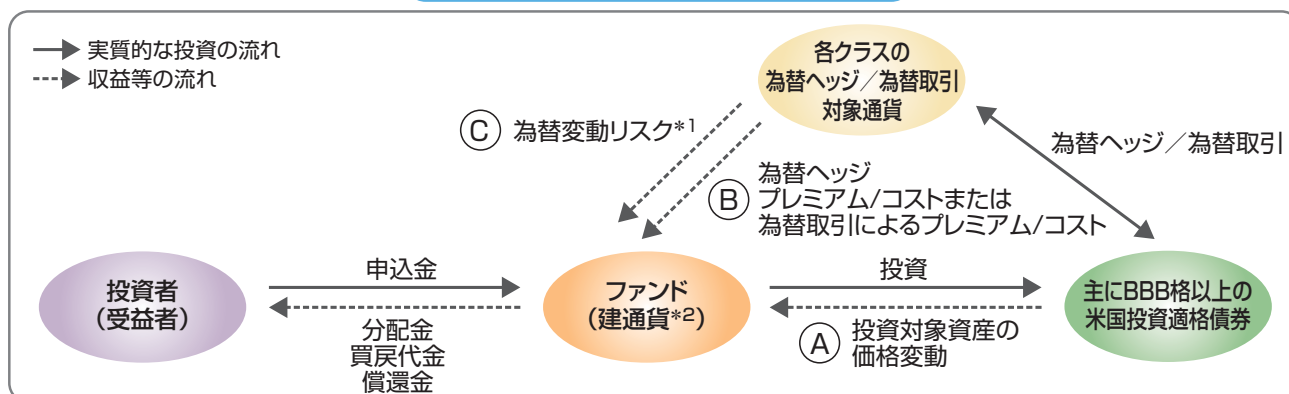 実質的な投資の流れ
収益等の流れ
各クラスの
為替ヘッジ／為替取引
対象通貨
C 為替変動リスク*1
為替ヘッジ／為替取引
B 為替ヘッジ
プレミアム/コストまたは
為替取引によるプレミアム/コスト
投資者
（受益者）
申込金
分配金
買戻代金
償還金
ファンド
（建通貨*2）
投資
A 投資対象資産の
価格変動
主にBBB格以上の
米国投資適格債券